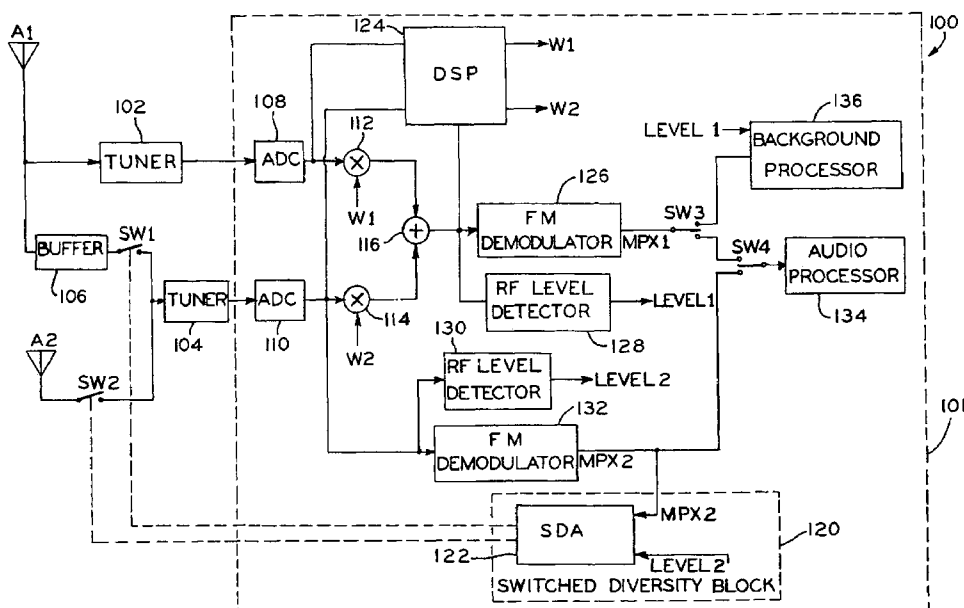 A1
124
DSP
W1
W2
100
102
TUNER
108
ADC
112
W1
116
126
FM
DEMODULATOR
MPX1
SW3
LEVEL 1
136
BACKGROUND
PROCESSOR
SW4
AUDIO
PROCESSOR
134
BUFFER
106
SW1
TUNER
104
ADC
110
114
W2
RF LEVEL
DETECTOR
128
LEVEL1
A2
SW2
130
RF LEVEL
DETECTOR
LEVEL 2
132
FM
DEMODULATOR
MPX2
101
MPX2
SDA
122
LEVEL2
120
SWITCHED DIVERSITY BLOCK